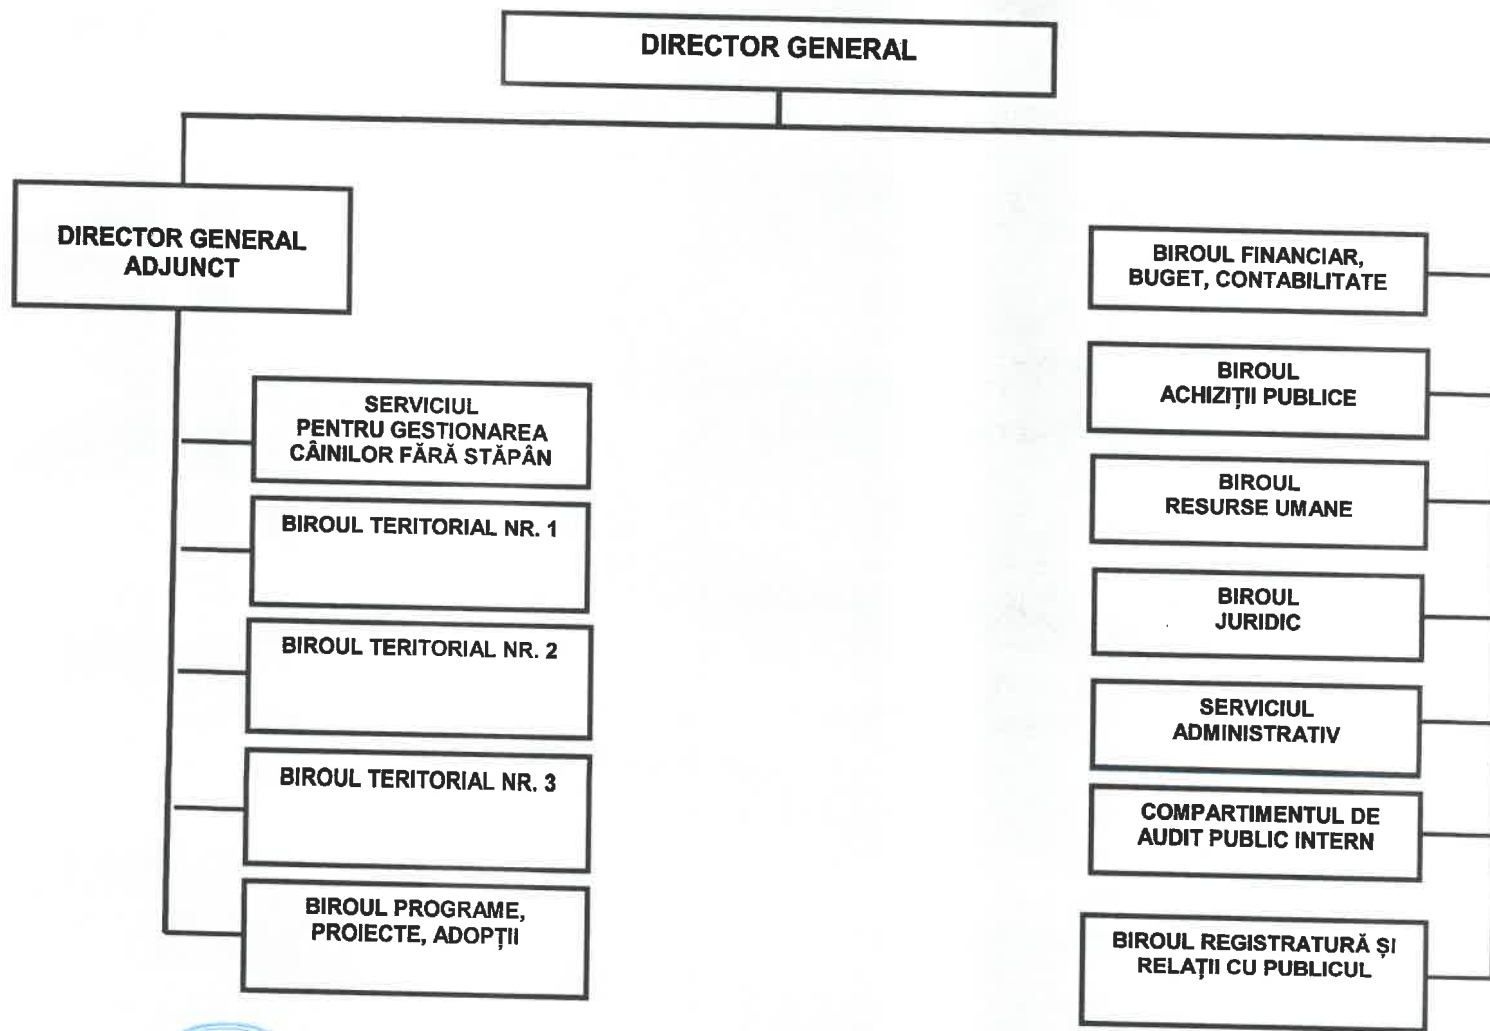 DIRECTOR GENERAL
DIRECTOR GENERAL
ADJUNCT
SERVICIUL
PENTRU GESTIONAREA
CÂINILOR FĂRĂ STĂPÂN
BIROUL TERITORIAL NR. 1
BIROUL TERITORIAL NR. 2
BIROUL TERITORIAL NR. 3
BIROUL PROGRAME,
PROIECTE, ADOPȚII
BIROUL FINANCIAR,
BUGET, CONTABILITATE
BIROUL
ACHIZIȚII PUBLICE
BIROUL
RESURSE UMANE
BIROUL
JURIDIC
SERVICIUL
ADMINISTRATIV
COMPARTIMENTUL DE
AUDIT PUBLIC INTERN
BIROUL REGISTRATURĂ ȘI
RELAȚII CU PUBLICUL